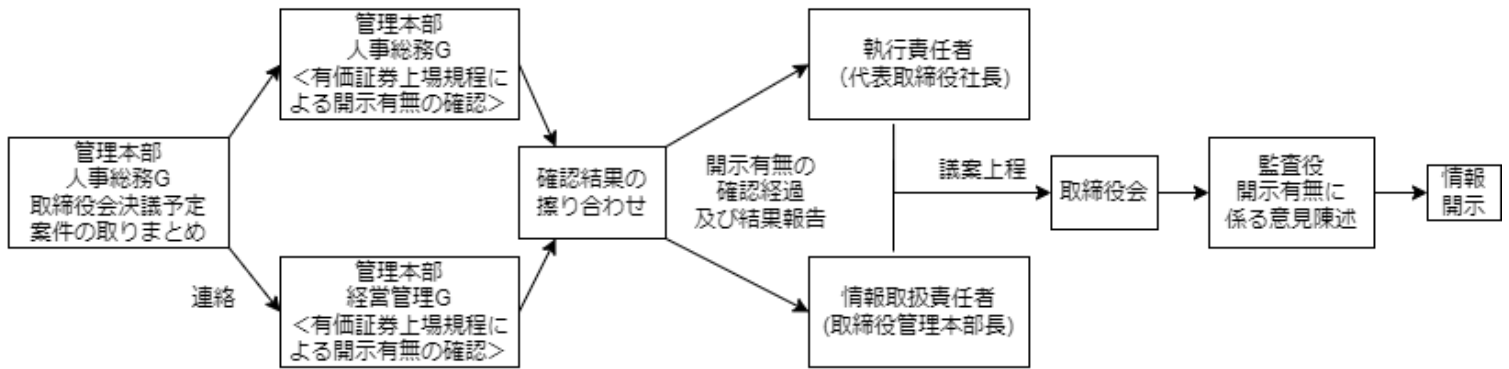 管理本部
人事総務G
取締役会決議予定
案件の取りまとめ
連絡
管理本部
人事総務G
＜有価証券上場規程に
よる開示有無の確認＞
管理本部
経営管理G
＜有価証券上場規程に
よる開示有無の確認＞
確認結果の
擦り合わせ
開示有無の
確認経過
及び結果報告
執行責任者
（代表取締役社長)
情報取扱責任者
(取締役管理本部長)
議案上程
取締役会
監査役
開示有無に
係る意見陳述
情報
開示